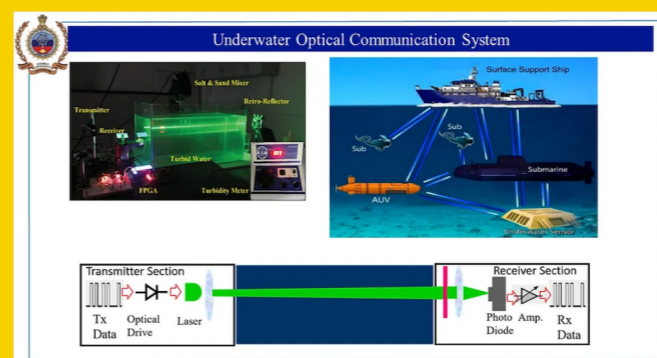 Underwater Optical Communication System
Salt & Sand Mixer
Retro-Reflector
Transmitter
Receiver
Turbid Water
FPGA
Turbidity Meter
Surface Support Ship
Sub
Sub
Submarine
AUV
Underwater Sensor
Transmitter Section
Tx
Data
Optical
Drive
Laser
Receiver Section
Photo
Diode
Amp.
Rx
Data